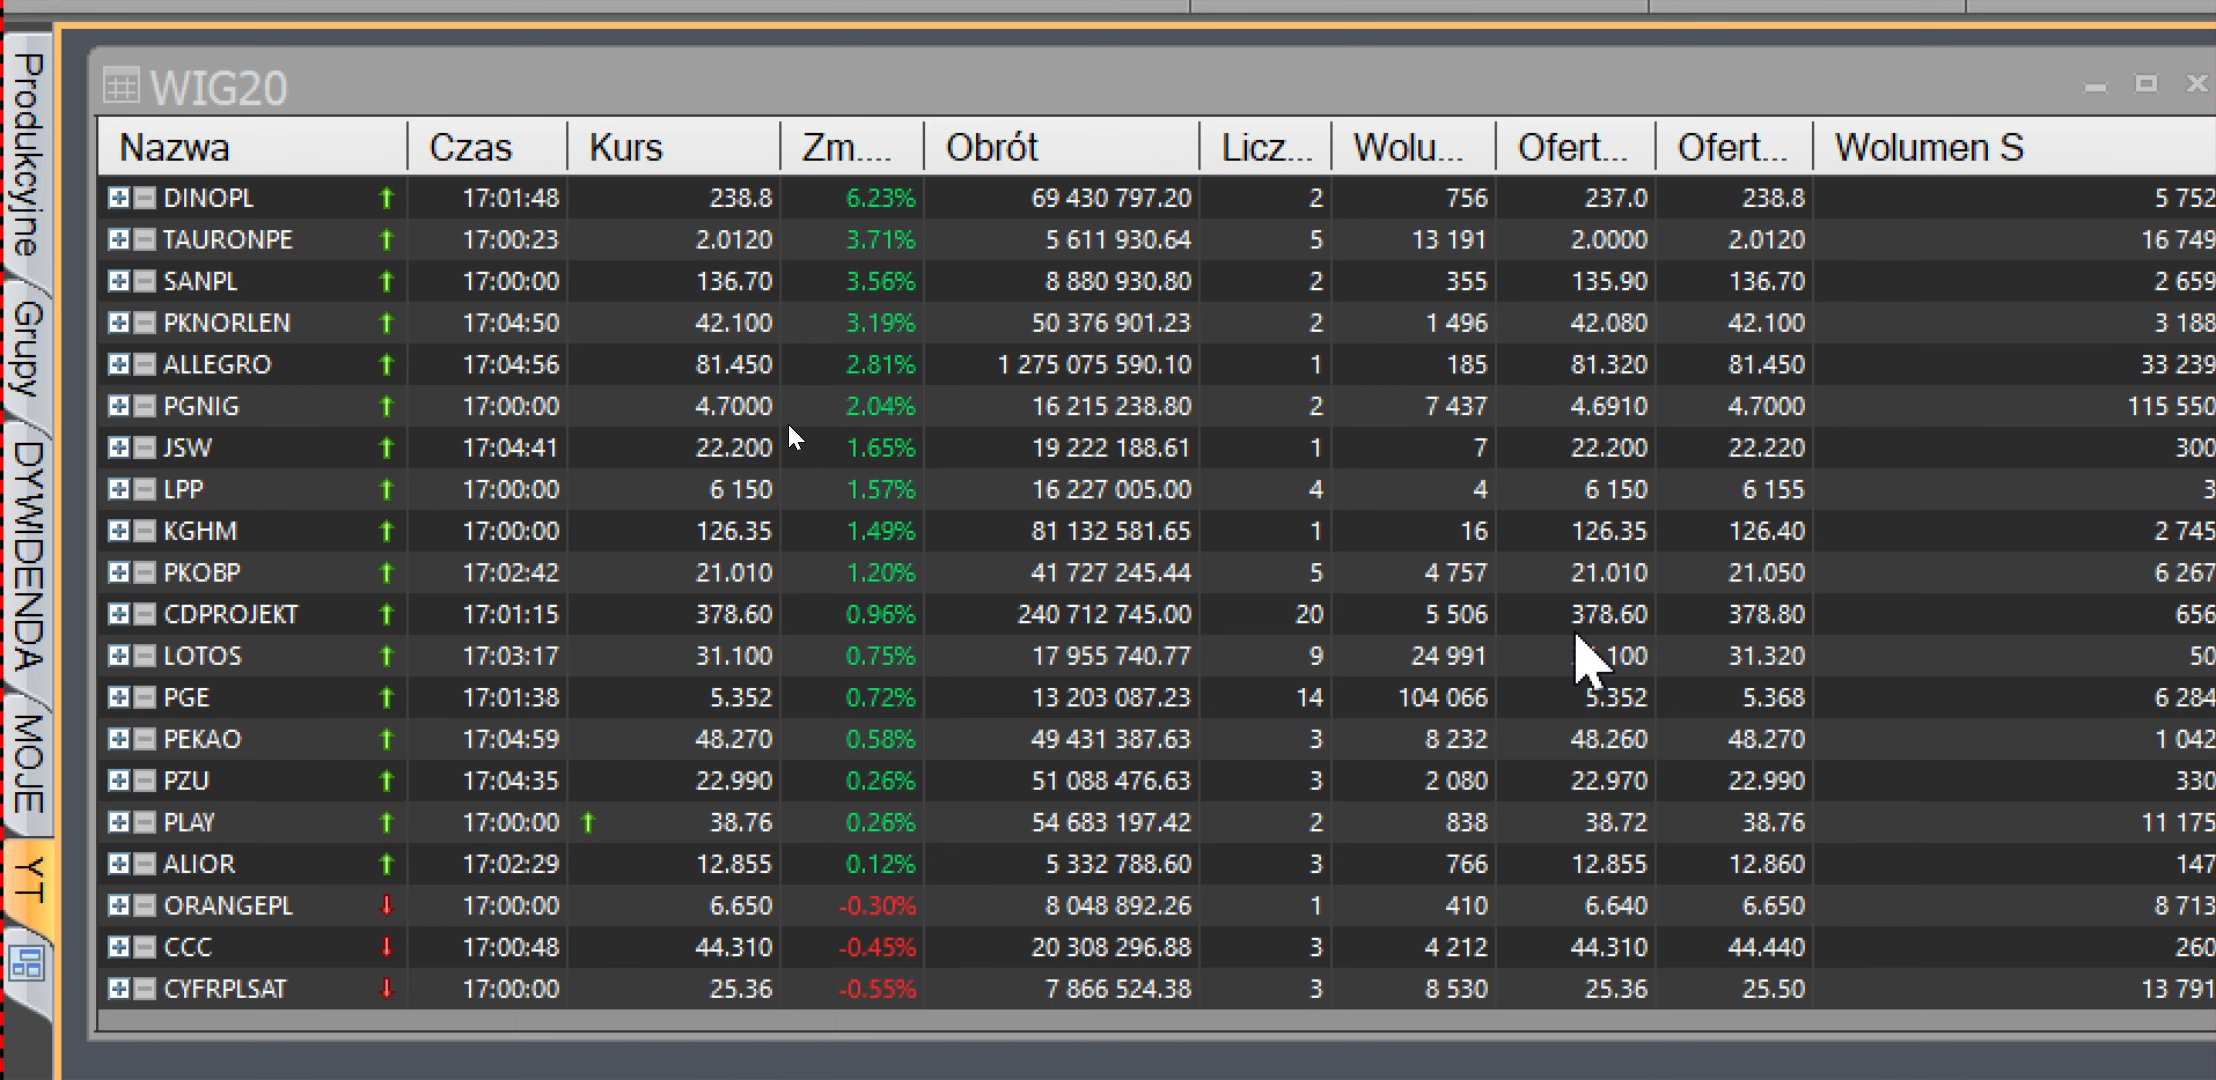 WIG20
Nazwa Czas Kurs Zm.... Obrót Licz... Wolu... Ofert... Ofert... Wolumen S
DINOPL 17:01:48 238.8 6.23% 69 430 797.20 2 756 237.0 238.8 5 752
TAURONPE 17:00:23 2.0120 3.71% 5 611 930.64 5 13 191 2.0000 2.0120 16 749
SANPL 17:00:00 136.70 3.56% 8 880 930.80 2 355 135.90 136.70 2 659
PKNORLEN 17:04:50 42.100 3.19% 50 376 901.23 2 1 496 42.080 42.100 3 188
ALLEGRO 17:04:56 81.450 2.81% 1 275 075 590.10 1 185 81.320 81.450 33 239
PGNIG 17:00:00 4.7000 2.04% 16 215 238.80 2 7 437 4.6910 4.7000 115 550
JSW 17:04:41 22.200 1.65% 19 222 188.61 1 7 22.200 22.220 300
LPP 17:00:00 6 150 1.57% 16 227 005.00 4 4 6 150 6 155 3
KGHM 17:00:00 126.35 1.49% 81 132 581.65 1 16 126.35 126.40 2 745
PKOBP 17:02:42 21.010 1.20% 41 727 245.44 5 4 757 21.010 21.050 6 267
CDPROJEKT 17:01:15 378.60 0.96% 240 712 745.00 20 5 506 378.60 378.80 656
LOTOS 17:03:17 31.100 0.75% 17 955 740.77 9 24 991 .100 31.320 50
PGE 17:01:38 5.352 0.72% 13 203 087.23 14 104 066 5.352 5.368 6 284
PEKAO 17:04:59 48.270 0.58% 49 431 387.63 3 8 232 48.260 48.270 1 042
PZU 17:04:35 22.990 0.26% 51 088 476.63 3 2 080 22.970 22.990 330
PLAY 17:00:00 38.76 0.26% 54 683 197.42 2 838 38.72 38.76 11 175
ALIOR 17:02:29 12.855 0.12% 5 332 788.60 3 766 12.855 12.860 147
ORANGEPL 17:00:00 6.650 -0.30% 8 048 892.26 1 410 6.640 6.650 8 713
CCC 17:00:48 44.310 -0.45% 20 308 296.88 3 4 212 44.310 44.440 260
CYFRPLSAT 17:00:00 25.36 -0.55% 7 866 524.38 3 8 530 25.36 25.50 13 791
Produkcyjne
Grupy
DYWIDENDA
MOJE
YT